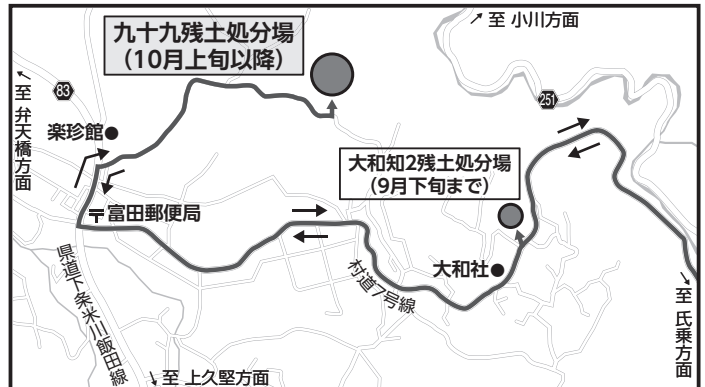 九十九残土処分場
（10月上旬以降）
至 小川方面
83
251
至 弁天橋方面
楽珍館
大和知2残土処分場
（9月下旬まで）
〒富田郵便局
大和社
村道7号線
県道下条米川飯田線
至 氏乗方面
至 上久堅方面